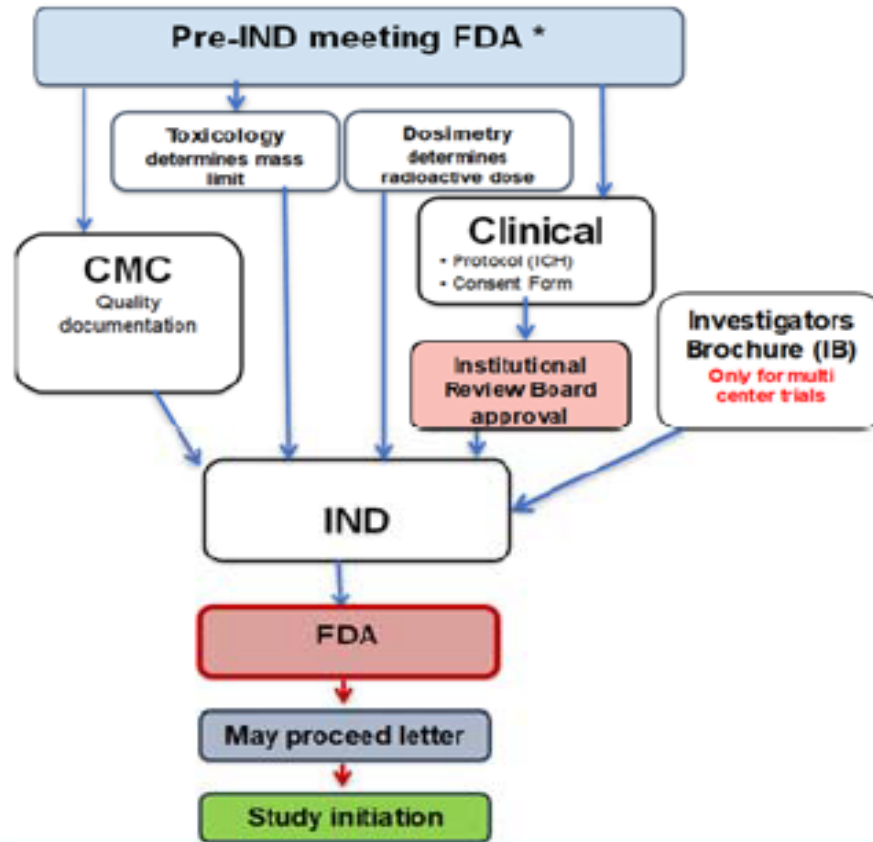 Pre-IND meeting FDA *
Toxicology
determines mass
limit
Dosimetry
determines
radioactive dose
CMC
Quality
documentation
Clinical
• Protocol (ICH)
• Consent Form
Investigators
Brochure (IB)
Only for multi
center trials
Institutional
Review Board
approval
IND
FDA
May proceed letter
Study initiation